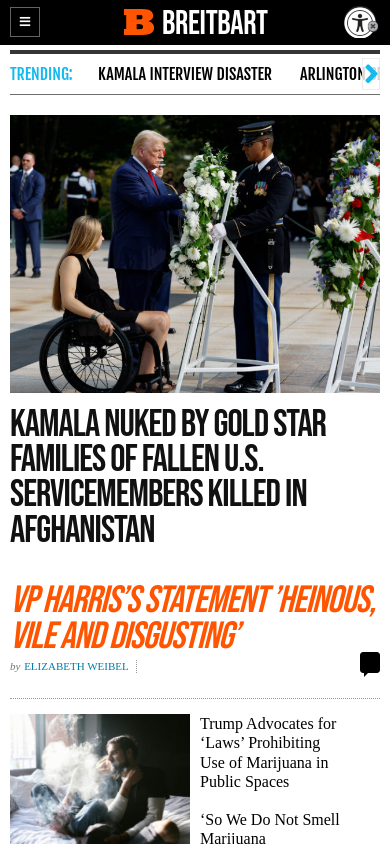 BREITBART
TRENDING: KAMALA INTERVIEW DISASTER ARLINGTON
KAMALA NUKED BY GOLD STAR
FAMILIES OF FALLEN U.S.
SERVICEMEMBERS KILLED IN
AFGHANISTAN
VP HARRIS’S STATEMENT ’HEINOUS,
VILE AND DISGUSTING’
by ELIZABETH WEIBEL
Trump Advocates for
‘Laws’ Prohibiting
Use of Marijuana in
Public Spaces
‘So We Do Not Smell
Marijuana